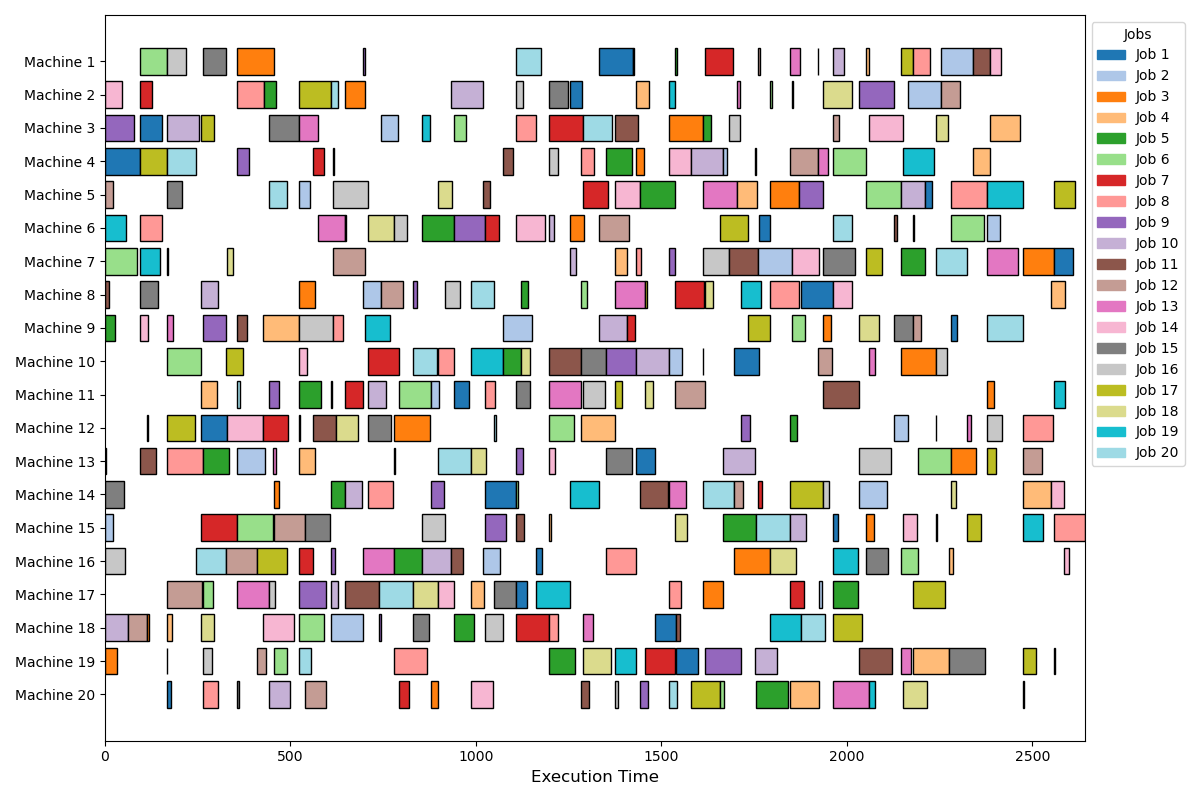 Machine 1
Machine 2
Machine 3
Machine 4
Machine 5
Machine 6
Machine 7
Machine 8
Machine 9
Machine 10
Machine 11
Machine 12
Machine 13
Machine 14
Machine 15
Machine 16
Machine 17
Machine 18
Machine 19
Machine 20
0 500 1000 1500 2000 2500
Execution Time
Jobs
Job 1
Job 2
Job 3
Job 4
Job 5
Job 6
Job 7
Job 8
Job 9
Job 10
Job 11
Job 12
Job 13
Job 14
Job 15
Job 16
Job 17
Job 18
Job 19
Job 20